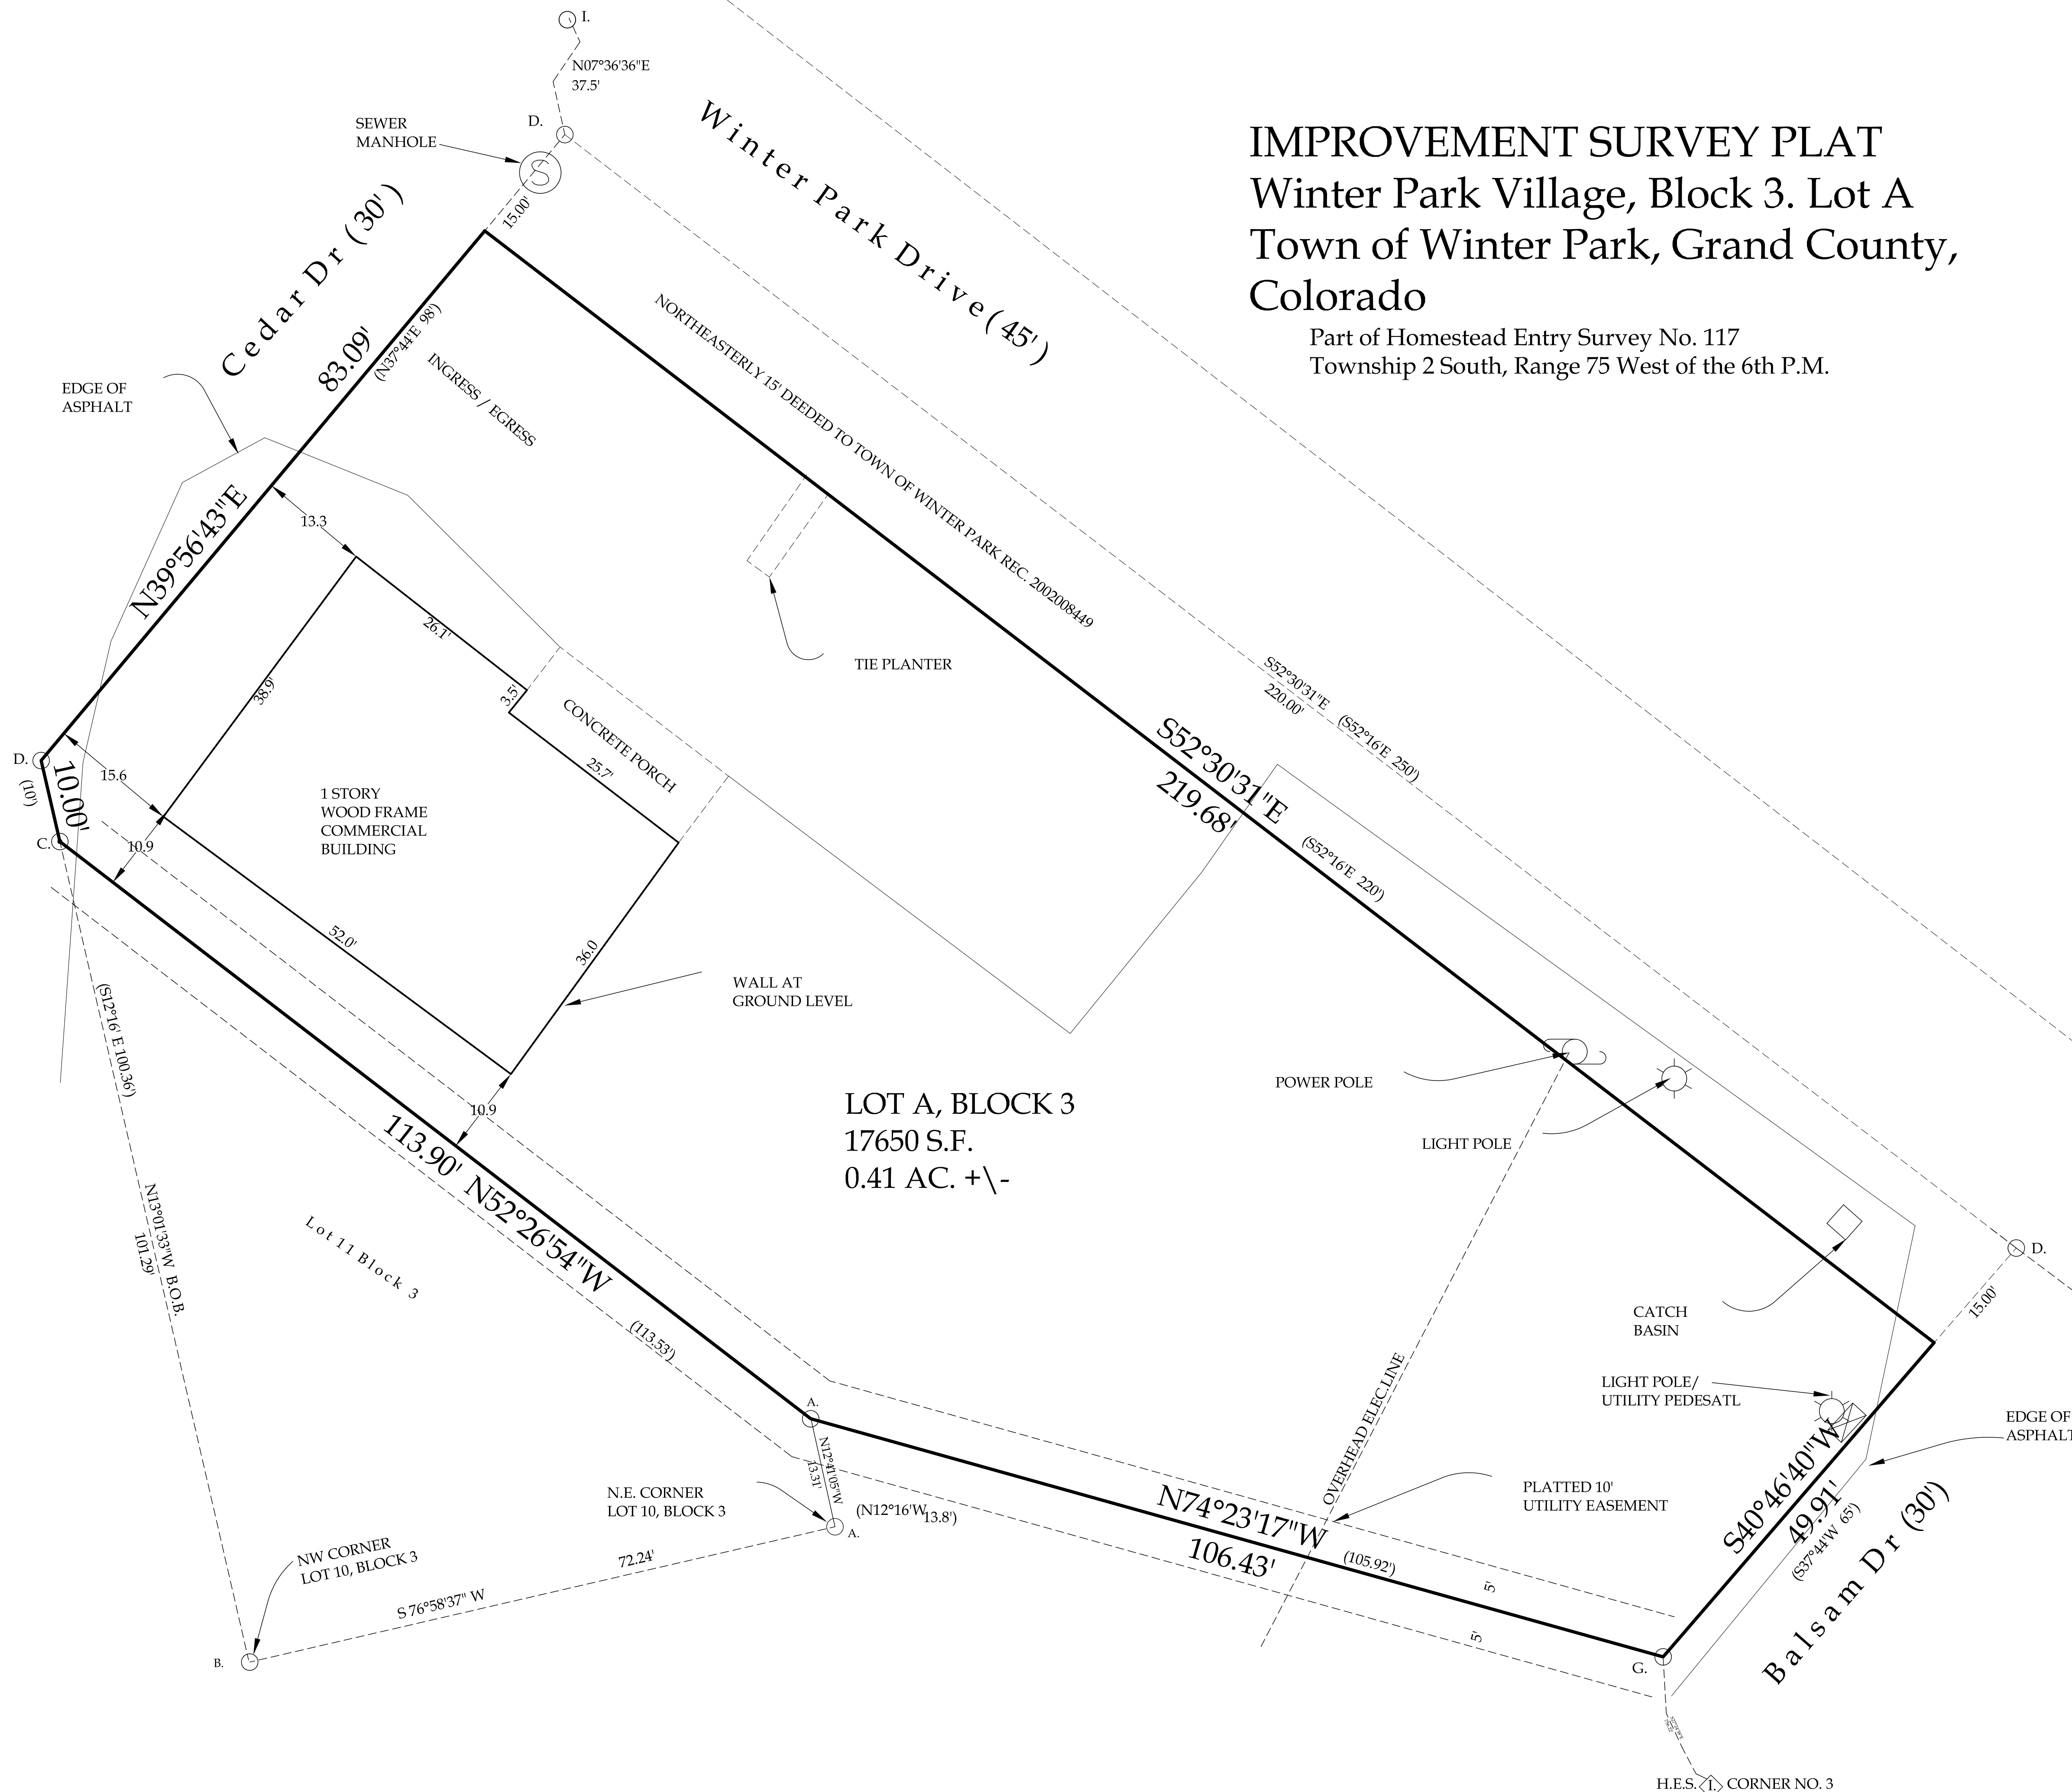 I.
N07°36'36"E
37.5'
SEWER
MANHOLE
D.
S
15.00'
Winter Park Drive (45')
IMPROVEMENT SURVEY PLAT
Winter Park Village, Block 3. Lot A
Town of Winter Park, Grand County,
Colorado
Part of Homestead Entry Survey No. 117
Township 2 South, Range 75 West of the 6th P.M.
Cedar Dr (30')
83.09'
(N37°44'E 98')
INGRESS / EGRESS
NORTHEASTERLY 15' DEEDED TO TOWN OF WINTER PARK REC. 2002008449
EDGE OF
ASPHALT
N39°56'43"E
13.3
26.1'
3.5'
38.9'
TIE PLANTER
CONCRETE PORCH
25.7'
S52°30'31"E (S52°16'E 250')
220.00'
S52°30'31"E
219.68'
(S52°16'E 220')
D.
10.00'
(10')
C.
15.6
10.9
1 STORY
WOOD FRAME
COMMERCIAL
BUILDING
52.0'
36.0
WALL AT
GROUND LEVEL
(S12°16' E 100.36')
10.9
113.90' N52°26'54"W
LOT A, BLOCK 3
17650 S.F.
0.41 AC. +\-
POWER POLE
LIGHT POLE
N13°01'33"W B.O.B.
101.29'
Lot 11 Block 3
(113.53')
D.
15.00'
CATCH
BASIN
LIGHT POLE/
UTILITY PEDESATL
EDGE OF
ASPHALT
OVERHEAD ELEC.LINE
A.
N12°41'05"W
13.31'
(N12°16'W 13.8')
A.
N.E. CORNER
LOT 10, BLOCK 3
NW CORNER
LOT 10, BLOCK 3
72.24'
S 76°58'37" W
B.
N74°23'17"W
106.43'
(105.92')
5'
5'
PLATTED 10'
UTILITY EASEMENT
S40°46'40"W
49.91'
(S37°44'W 65')
Balsam Dr (30')
G.
H.E.S. I. CORNER NO. 3